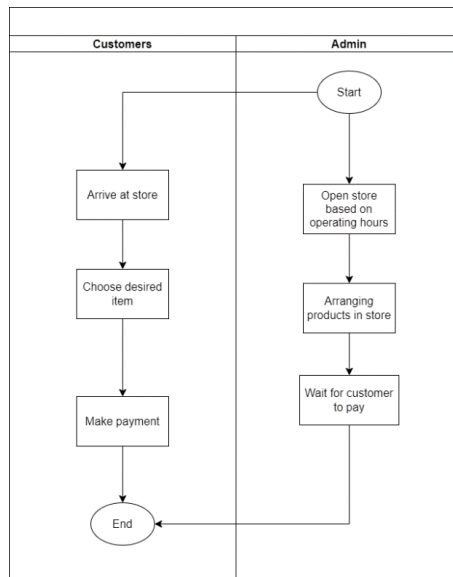 Customers
Admin
Start
Arrive at store
Open store
based on
operating hours
Choose desired
item
Arranging
products in store
Make payment
Wait for customer
to pay
End